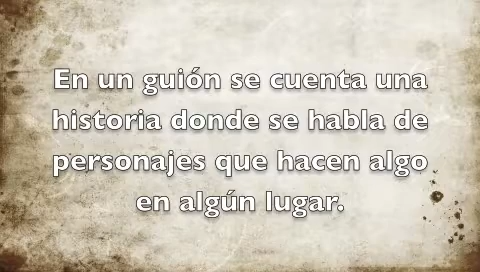 En un guión se cuenta una
historia donde se habla de
personajes que hacen algo
en algún lugar.